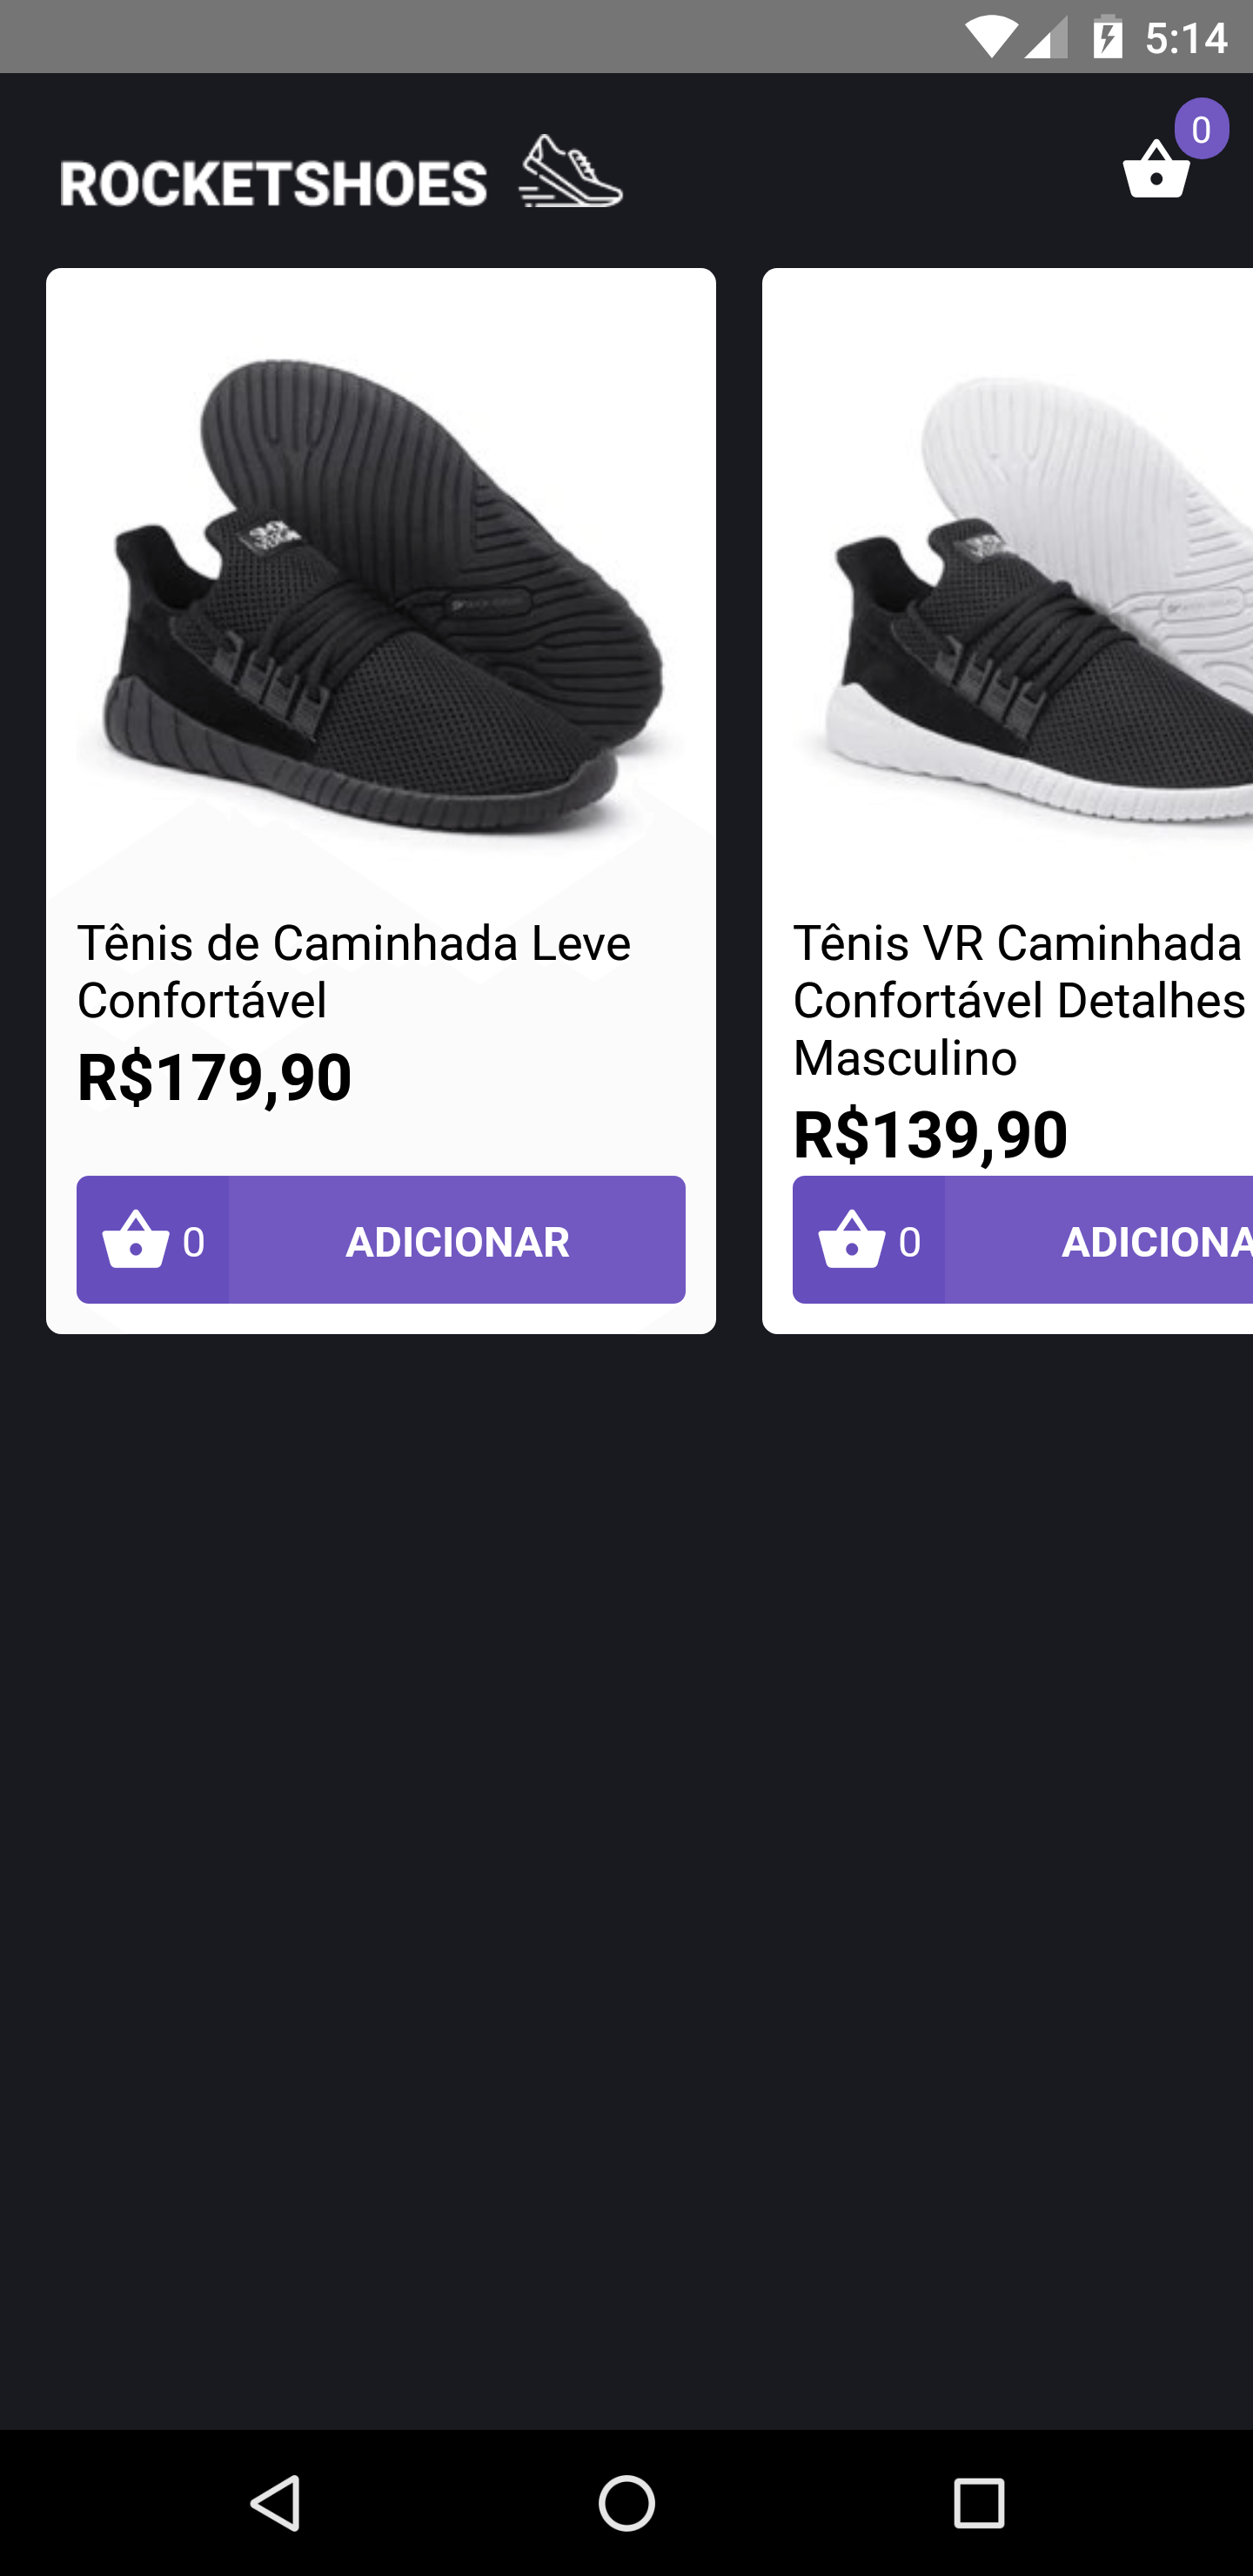 5:14
0
ROCKETSHOES
Tênis de Caminhada Leve
Confortável
R$179,90
0 ADICIONAR
Tênis VR Caminhada
Confortável Detalhes
Masculino
R$139,90
0 ADICIONA